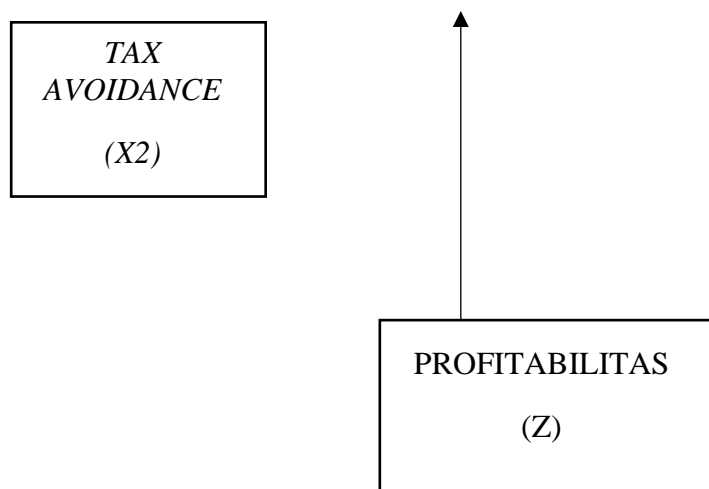 TAX
AVOIDANCE
(X2)
PROFITABILITAS
(Z)